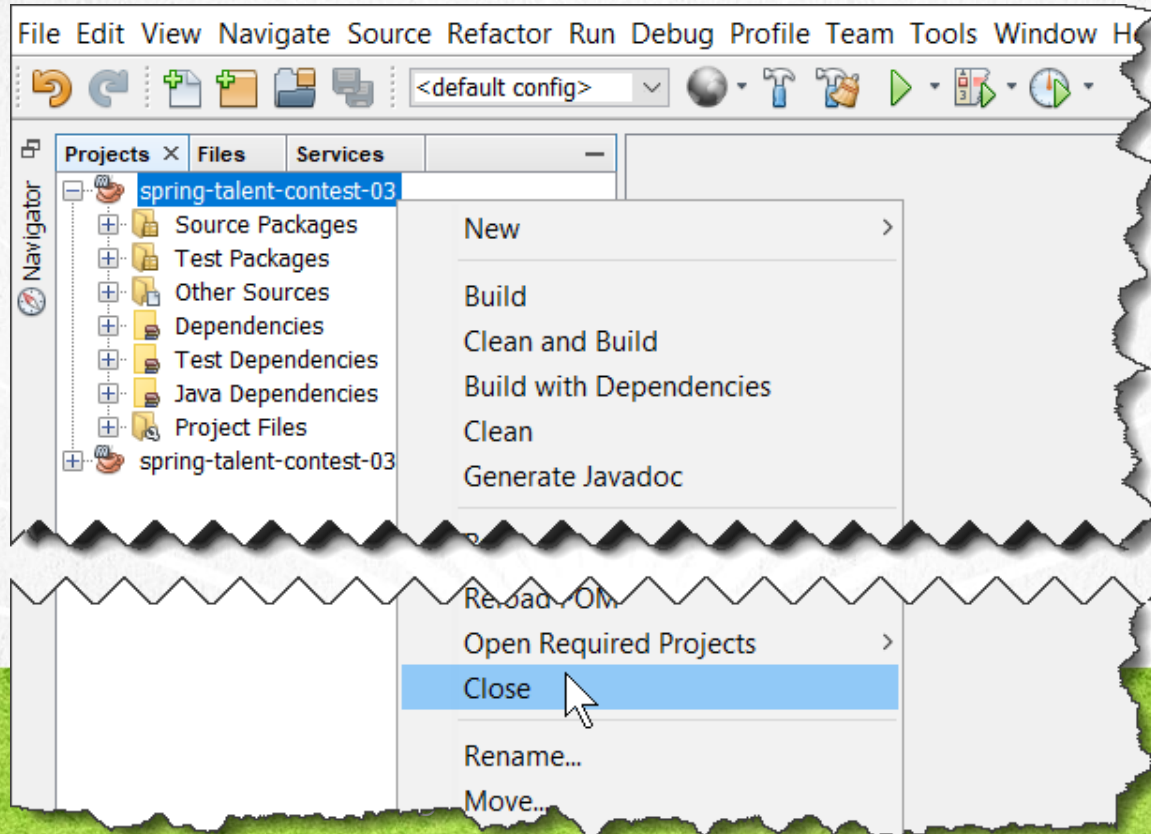 File Edit View Navigate Source Refactor Run Debug Profile Team Tools Window
<default config>
Projects Files Services
Navigator
spring-talent-contest-03
Source Packages
Test Packages
Other Sources
Dependencies
Test Dependencies
Java Dependencies
Project Files
spring-talent-contest-03
New
Build
Clean and Build
Build with Dependencies
Clean
Generate Javadoc
Reload POM
Open Required Projects
Close
Rename...
Move...